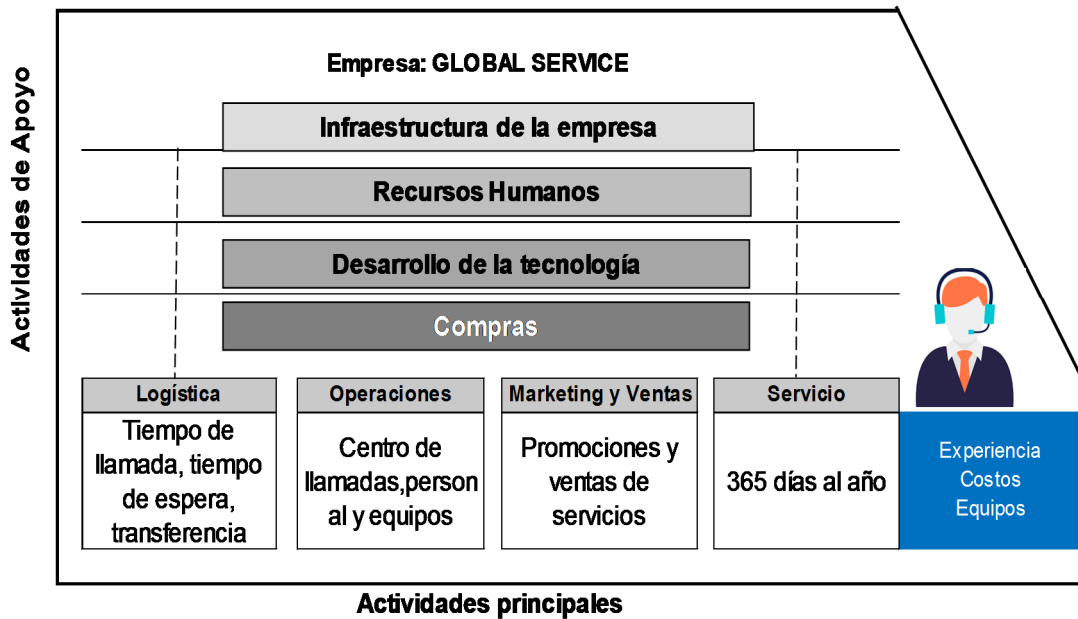 Empresa: GLOBAL SERVICE
Actividades de Apoyo
Infraestructura de la empresa
Recursos Humanos
Desarrollo de la tecnología
Compras
Logística
Tiempo de
llamada, tiempo
de espera,
transferencia
Operaciones
Centro de
llamadas,person
al y equipos
Marketing y Ventas
Promociones y
ventas de
servicios
Servicio
365 días al año
Experiencia
Costos
Equipos
Actividades principales